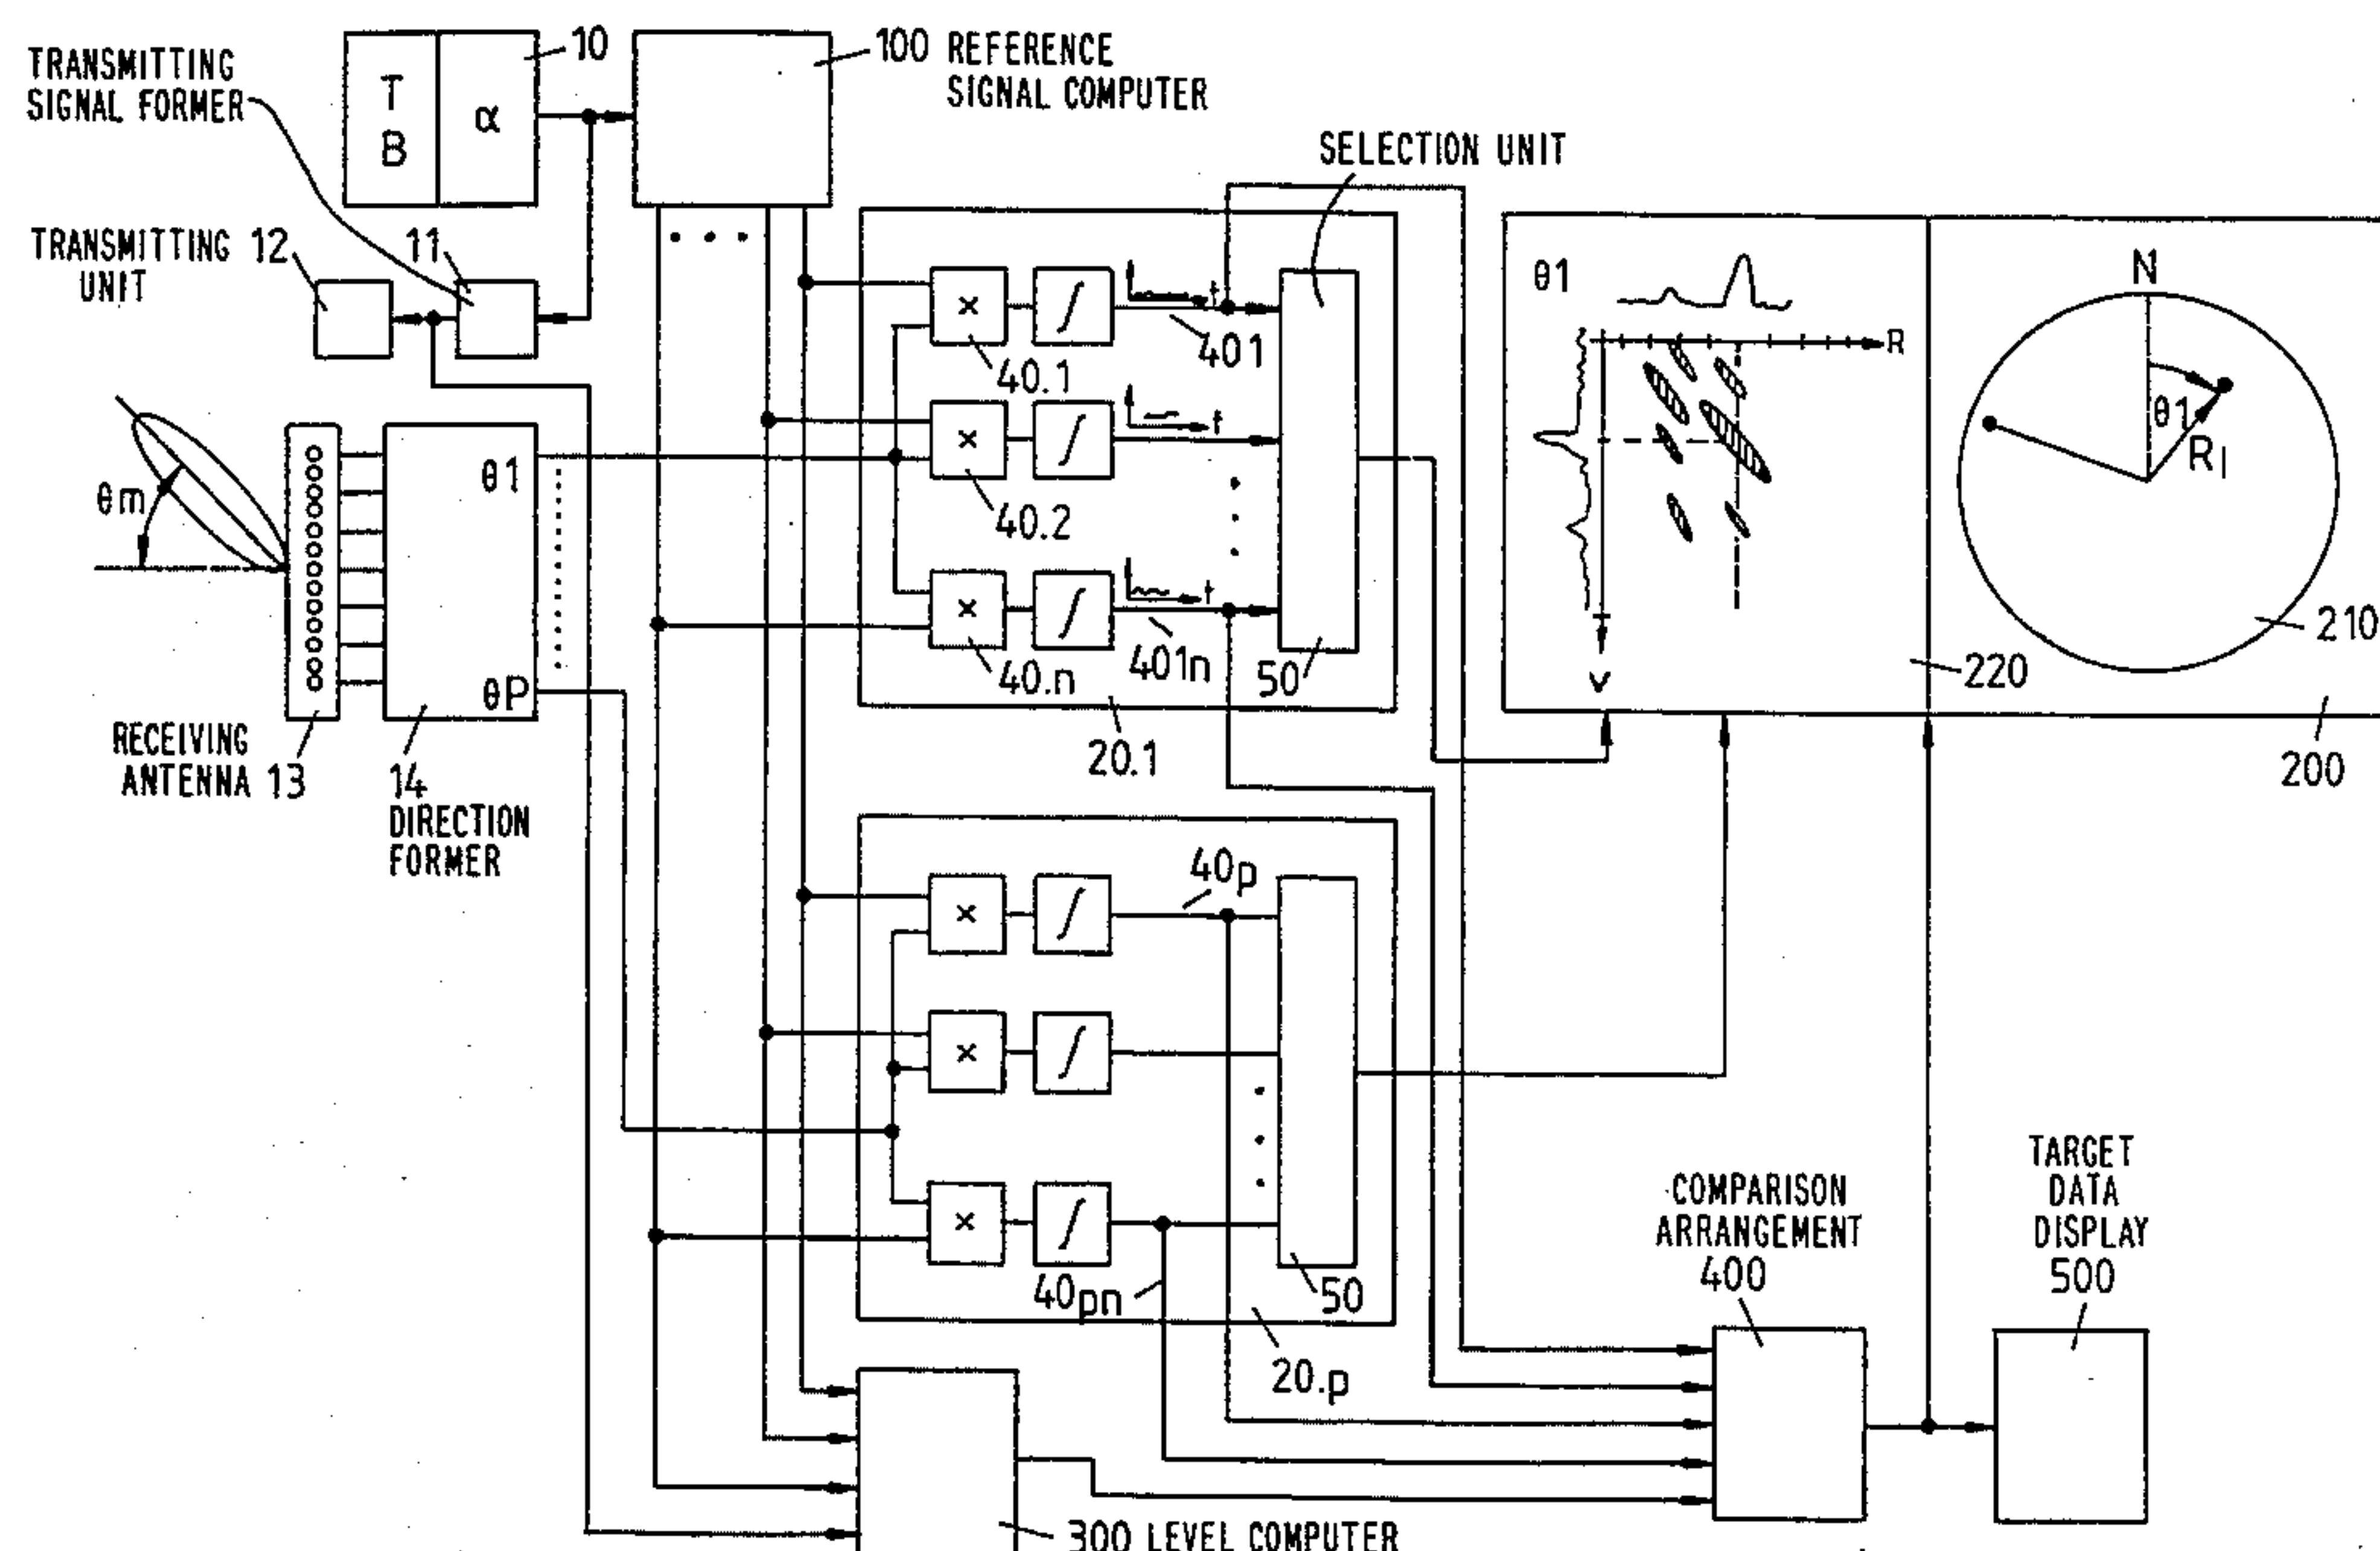 TRANSMITTING
SIGNAL FORMER
T
B
α
10
100 REFERENCE
SIGNAL COMPUTER
SELECTION UNIT
TRANSMITTING 12
UNIT
11
• • •
×
∫
t
401
40.1
×
∫
t
40.2
×
∫
t
401n
40.n
50
20.1
θ1
R
V
N
θ1
R1
210
220
200
θm
θ1
θP
RECEIVING
ANTENNA 13
14
DIRECTION
FORMER
×
∫
40p
×
∫
×
∫
40pn
50
20.p
COMPARISON
ARRANGEMENT
400
TARGET
DATA
DISPLAY
500
300 LEVEL COMPUTER